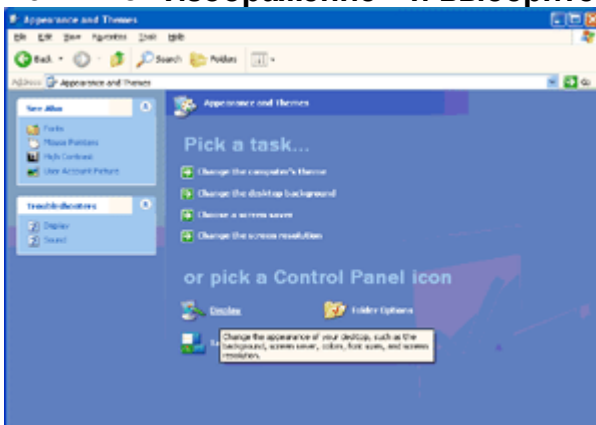 Appearance and Themes
File Edit View Favorites Tools Help
Back Search Folders
Address Appearance and Themes Go
See Also
Fonts
Mouse Pointers
High Contrast
User Account Picture
Troubleshooters
Display
Sound
Appearance and Themes
Pick a task...
Change the computer's theme
Change the desktop background
Choose a screen saver
Change the screen resolution
or pick a Control Panel icon
Display Folder Options
Change the appearance of your desktop, such as the
background, screen saver, colors, font sizes, and screen
resolution.